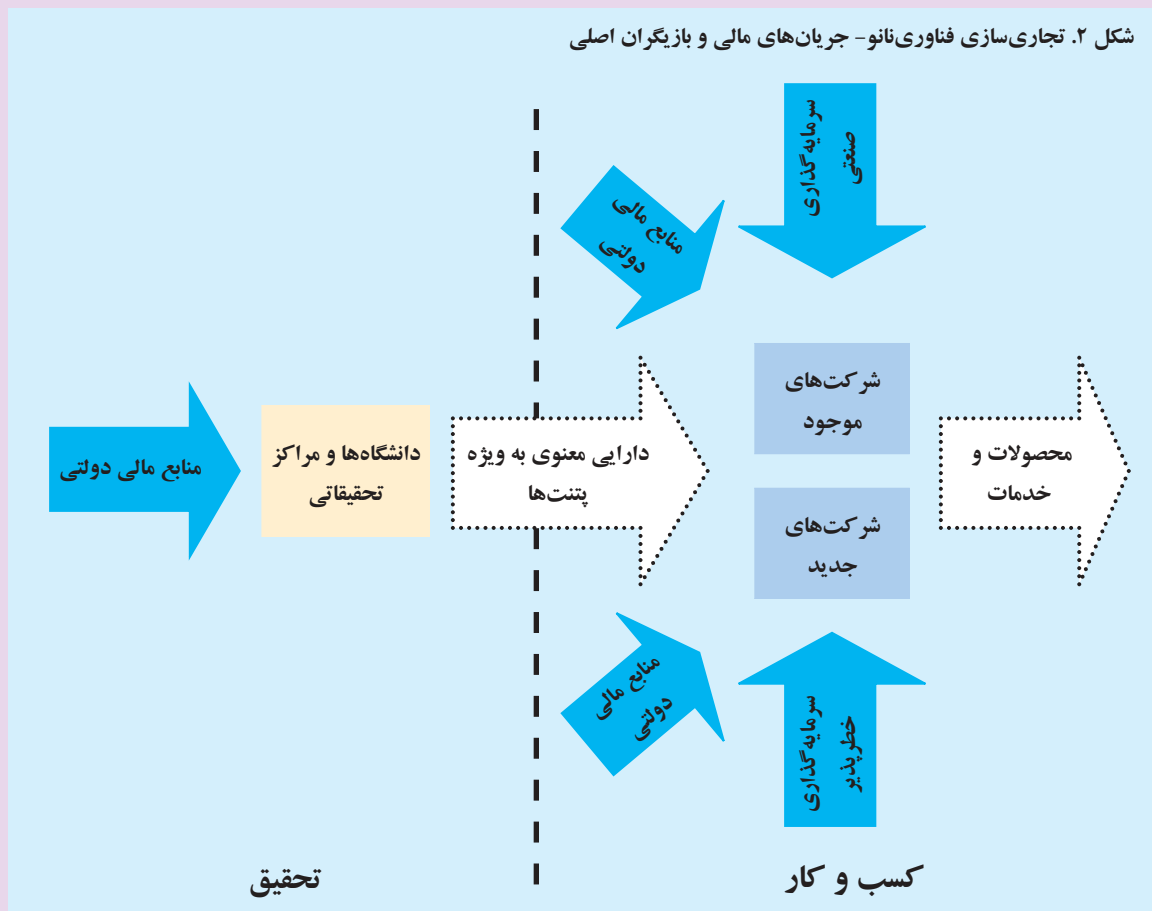 شکل ۲. تجاری‌سازی فناوری‌نانو- جریان‌های مالی و بازیگران اصلی
سرمایه‌گذاری
صنعتی
منابع مالی
دولتی
شرکت‌های
موجود
منابع مالی دولتی
دانشگاه‌ها و مراکز
تحقیقاتی
دارایی معنوی به ویژه
پتنت‌ها
محصولات و
خدمات
شرکت‌های
جدید
منابع مالی
دولتی
سرمایه‌گذاری
خطرپذیر
تحقیق
کسب و کار